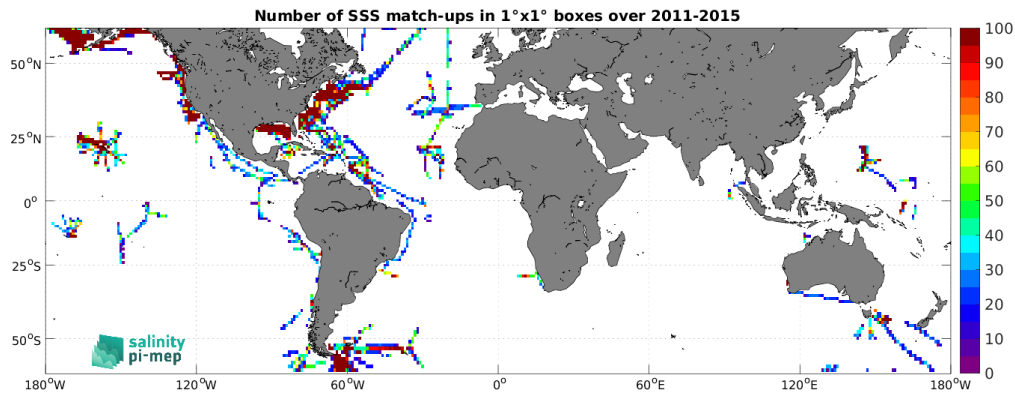 Number of SSS match-ups in 1°x1° boxes over 2011-2015
100
90
80
70
60
50
40
30
20
10
0
50°N
25°N
0°
25°S
50°S
salinity
pi-mep
180°W 120°W 60°W 0° 60°E 120°E 180°W